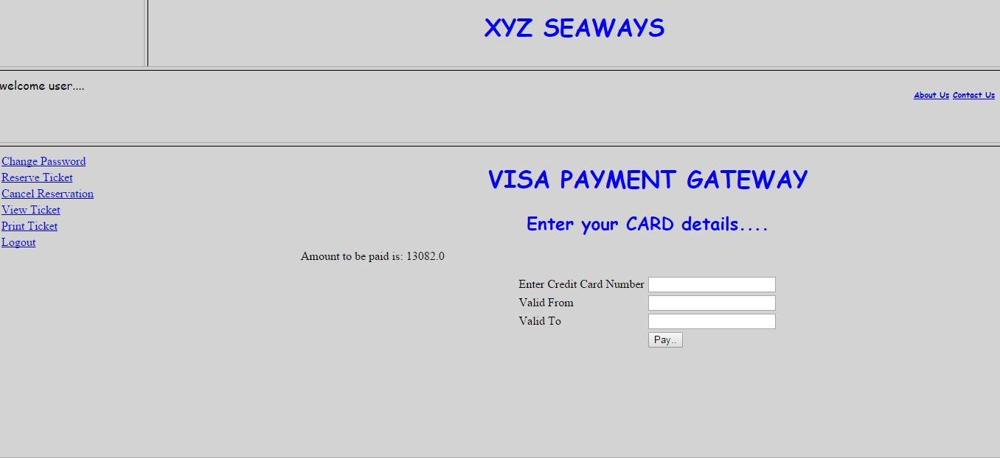 XYZ SEAWAYS
welcome user....
About Us Contact Us
Change Password
Reserve Ticket
Cancel Reservation
View Ticket
Print Ticket
Logout
VISA PAYMENT GATEWAY
Enter your CARD details....
Amount to be paid is: 13082.0
Enter Credit Card Number
Valid From
Valid To
Pay..